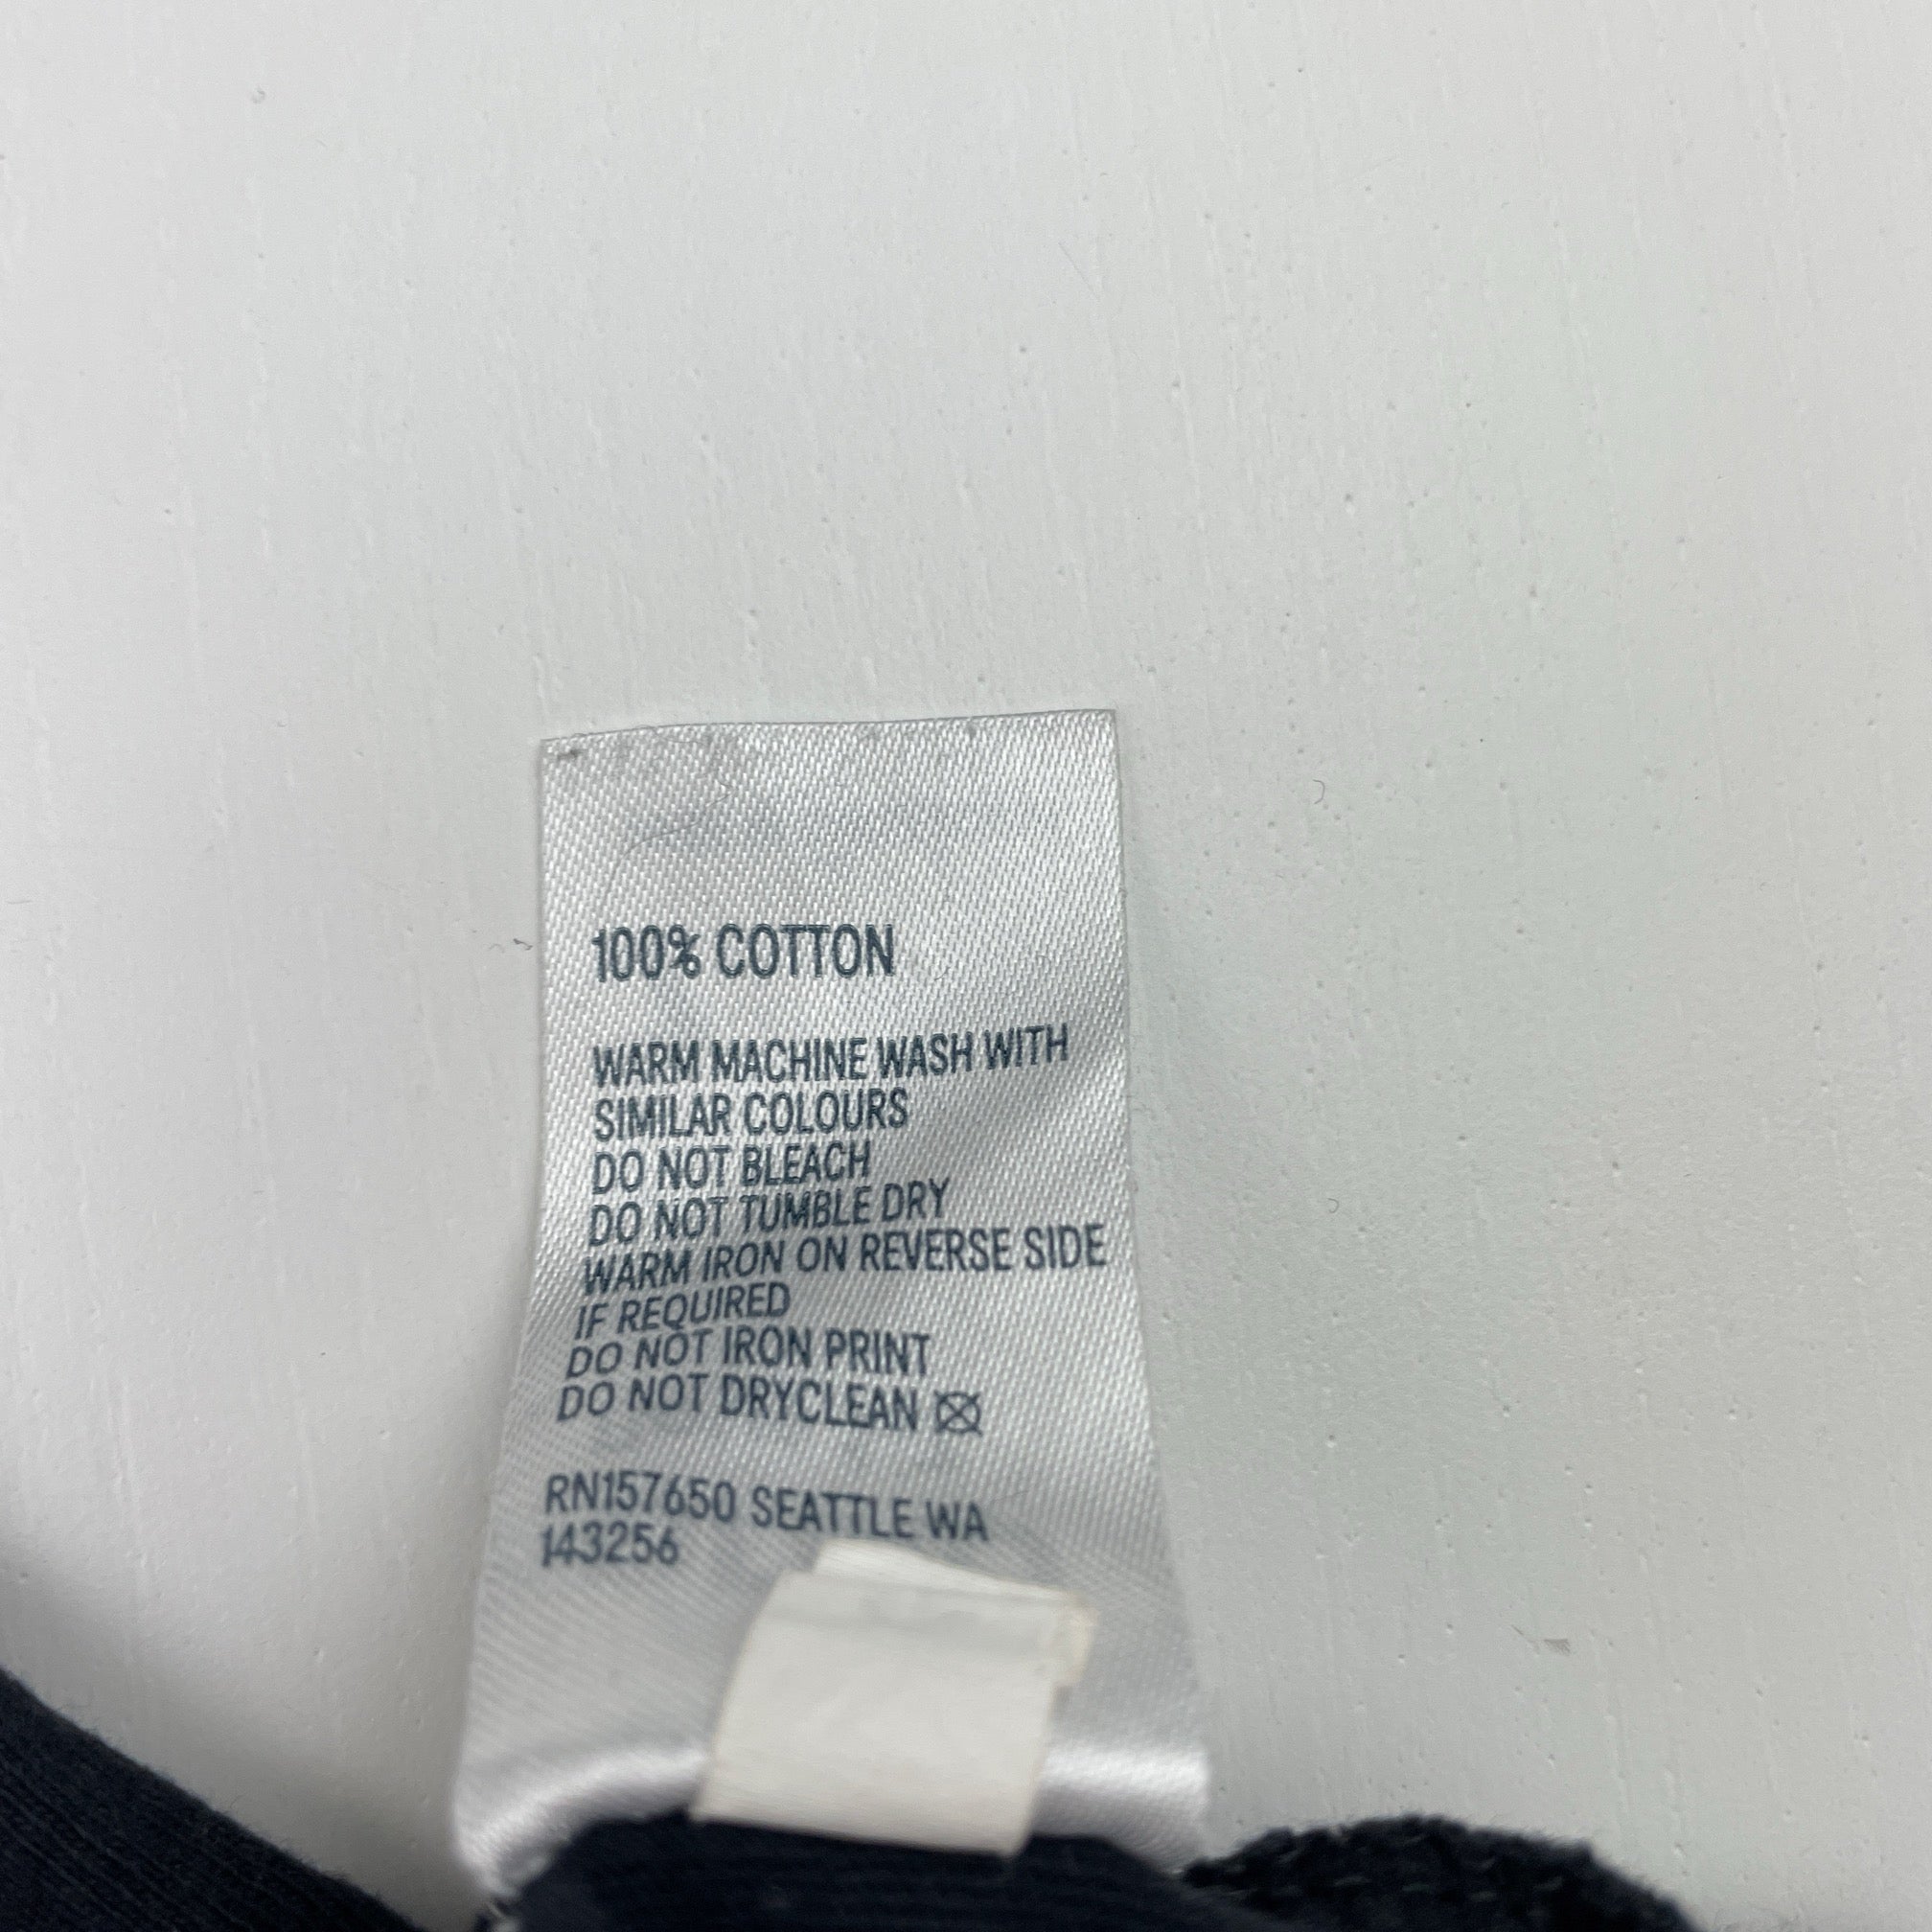 100% COTTON
WARM MACHINE WASH WITH
SIMILAR COLOURS
DO NOT BLEACH
DO NOT TUMBLE DRY
WARM IRON ON REVERSE SIDE
IF REQUIRED
DO NOT IRON PRINT
DO NOT DRYCLEAN
RN157650 SEATTLE WA
143256